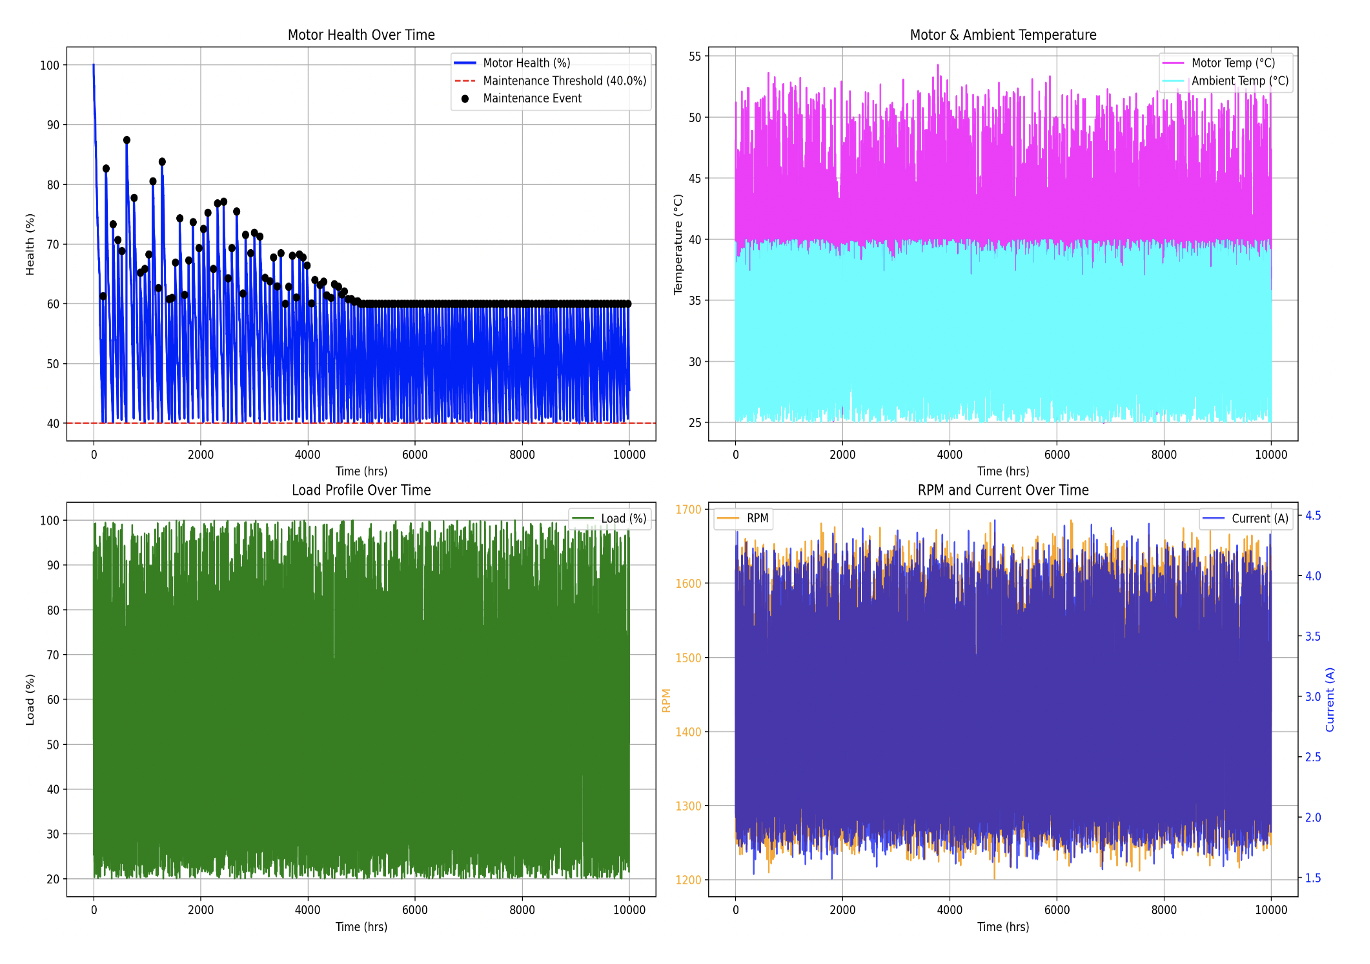 Motor Health Over Time
Motor Health (%)
Maintenance Threshold (40.0%)
Maintenance Event
100
90
80
70
60
50
40
Health (%)
0 2000 4000 6000 8000 10000
Time (hrs)
Motor & Ambient Temperature
Motor Temp (°C)
Ambient Temp (°C)
55
50
45
40
35
30
25
Temperature (°C)
0 2000 4000 6000 8000 10000
Time (hrs)
Load Profile Over Time
Load (%)
100
90
80
70
60
50
40
30
20
Load (%)
0 2000 4000 6000 8000 10000
Time (hrs)
RPM and Current Over Time
RPM
Current (A)
1700
1600
1500
1400
1300
1200
RPM
4.5
4.0
3.5
3.0
2.5
2.0
1.5
Current (A)
0 2000 4000 6000 8000 10000
Time (hrs)